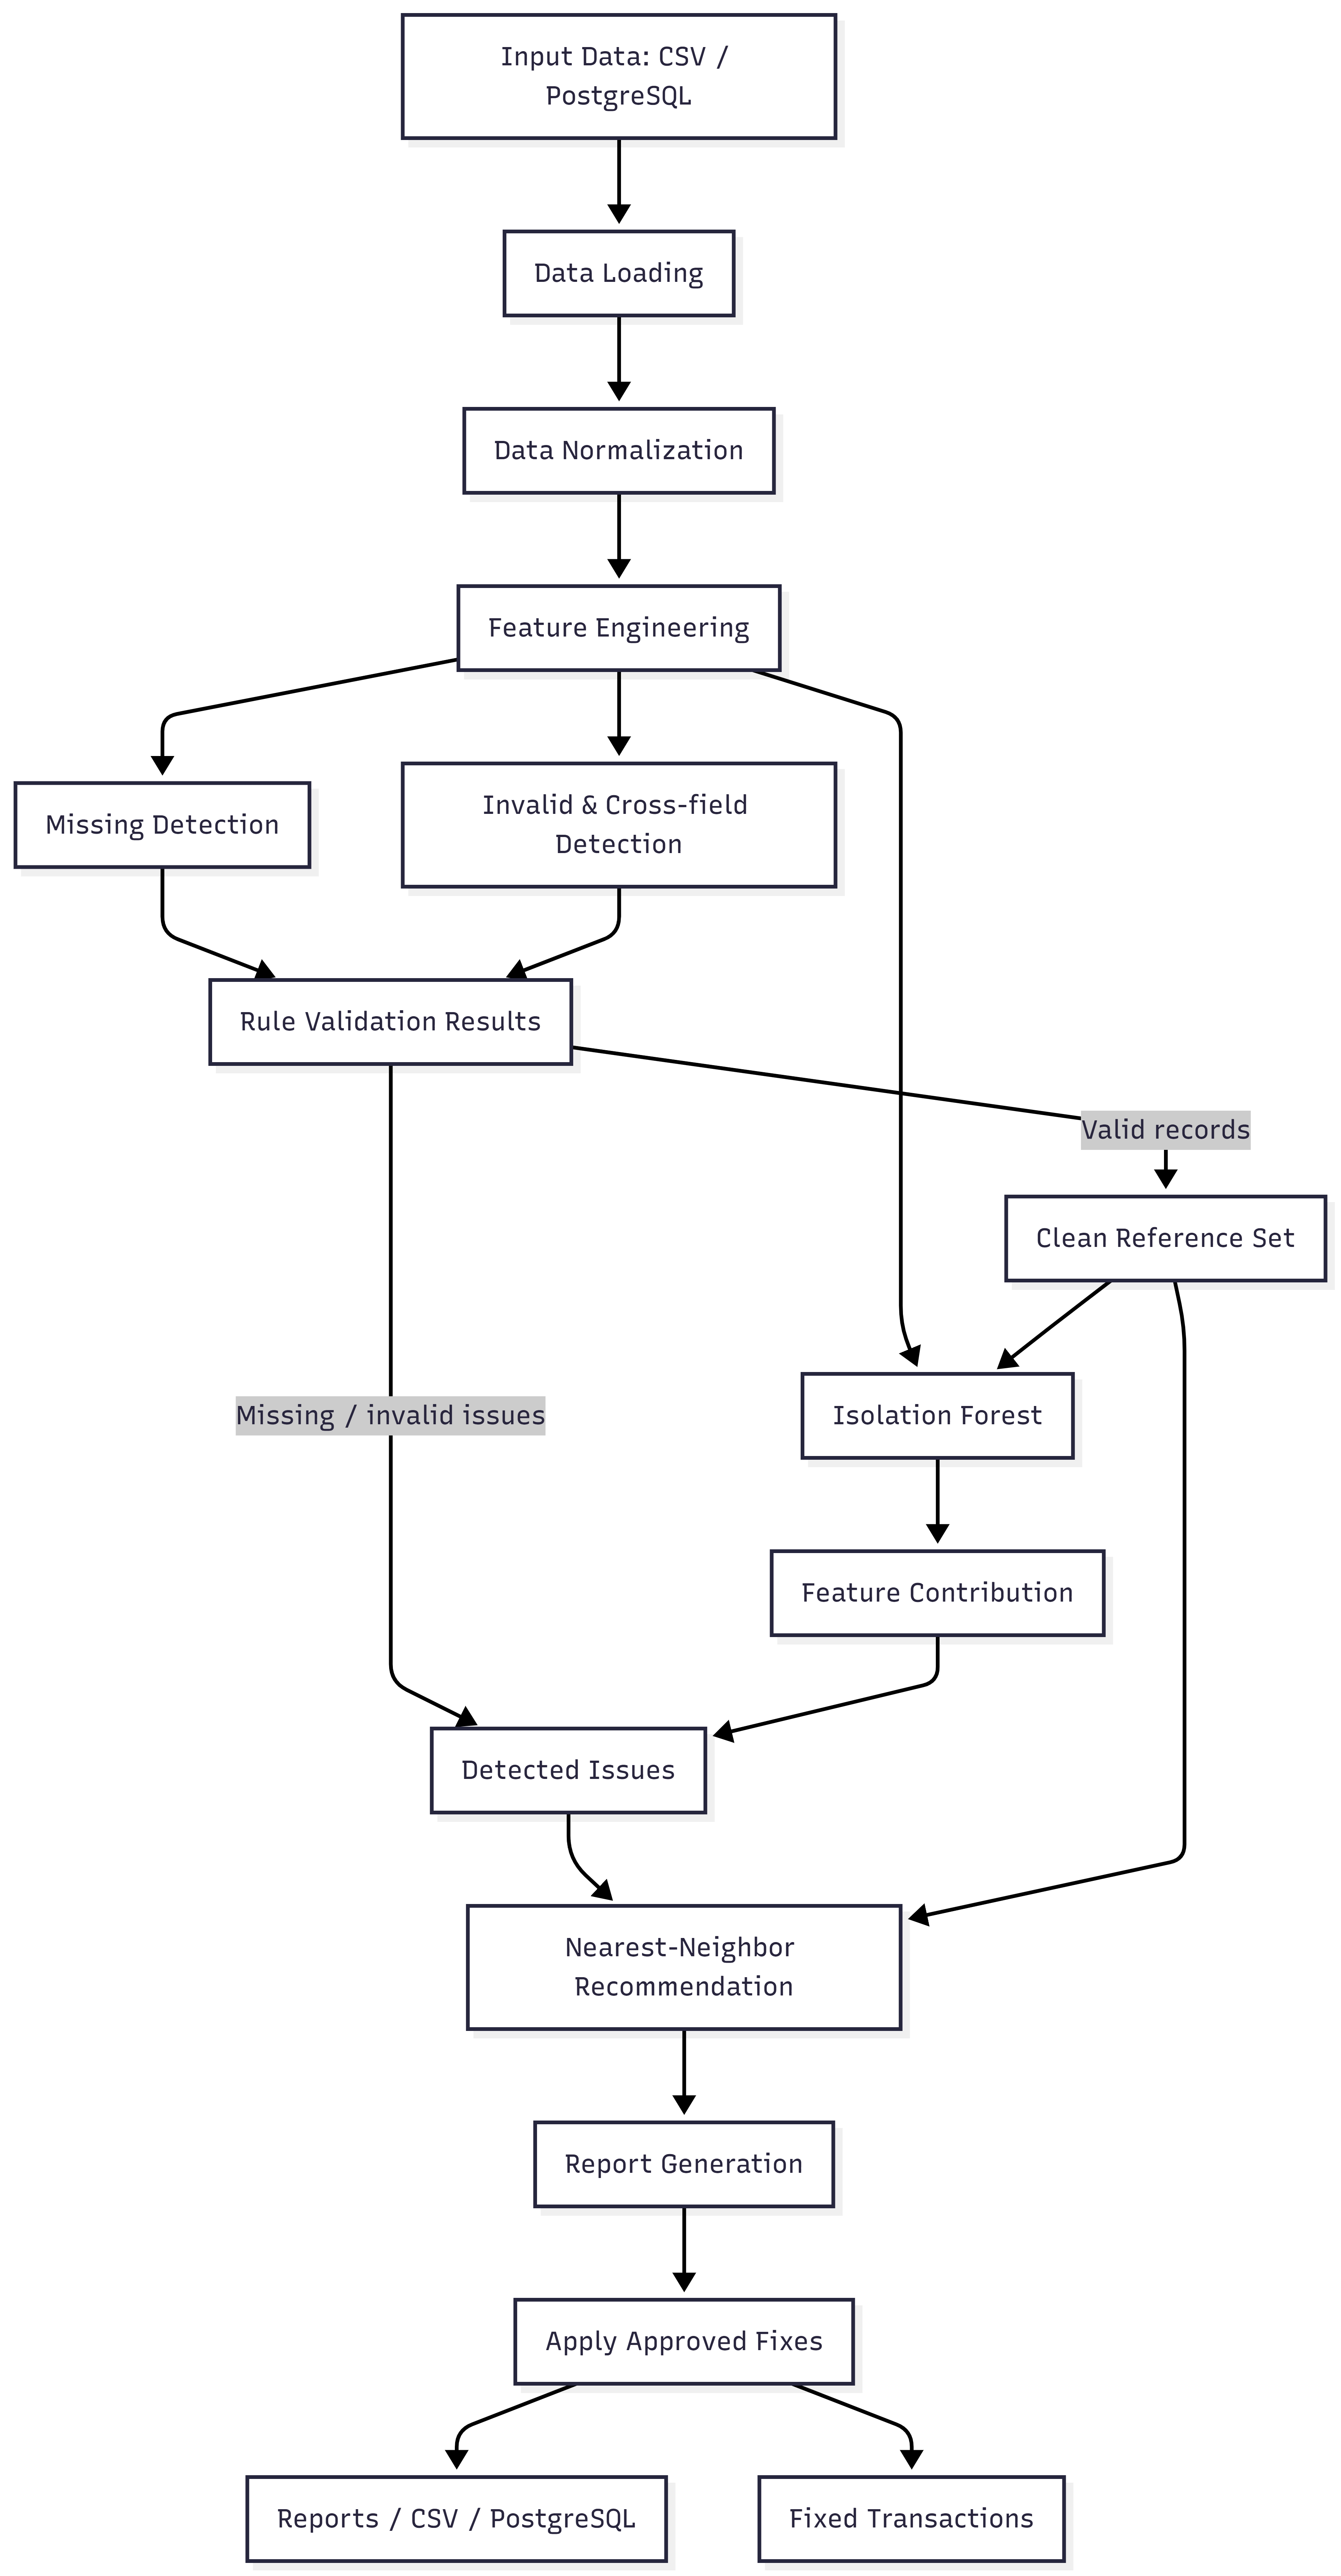 Input Data: CSV /
PostgreSQL
Data Loading
Data Normalization
Feature Engineering
Missing Detection
Invalid & Cross-field
Detection
Rule Validation Results
Valid records
Clean Reference Set
Missing / invalid issues
Isolation Forest
Feature Contribution
Detected Issues
Nearest-Neighbor
Recommendation
Report Generation
Apply Approved Fixes
Reports / CSV / PostgreSQL
Fixed Transactions